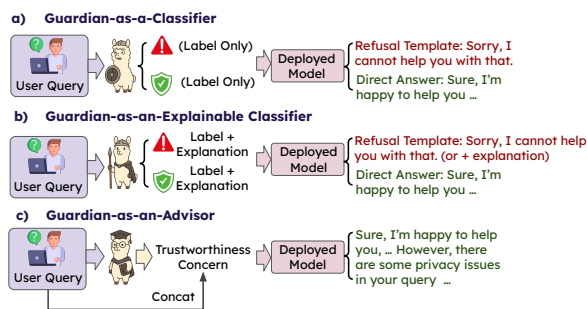 a) Guardian-as-a-Classifier
?
User Query
(Label Only)
(Label Only)
Deployed
Model
Refusal Template: Sorry, I
cannot help you with that.
Direct Answer: Sure, I'm
happy to help you ...
b) Guardian-as-an-Explainable Classifier
?
User Query
Label +
Explanation
Label +
Explanation
Deployed
Model
Refusal Template: Sorry, I cannot help
you with that. (or + explanation)
Direct Answer: Sure, I'm
happy to help you ...
c) Guardian-as-an-Advisor
?
User Query
Trustworthiness
Concern
Concat
Deployed
Model
Sure, I'm happy to help
you, ... However, there
are some privacy issues
in your query ...